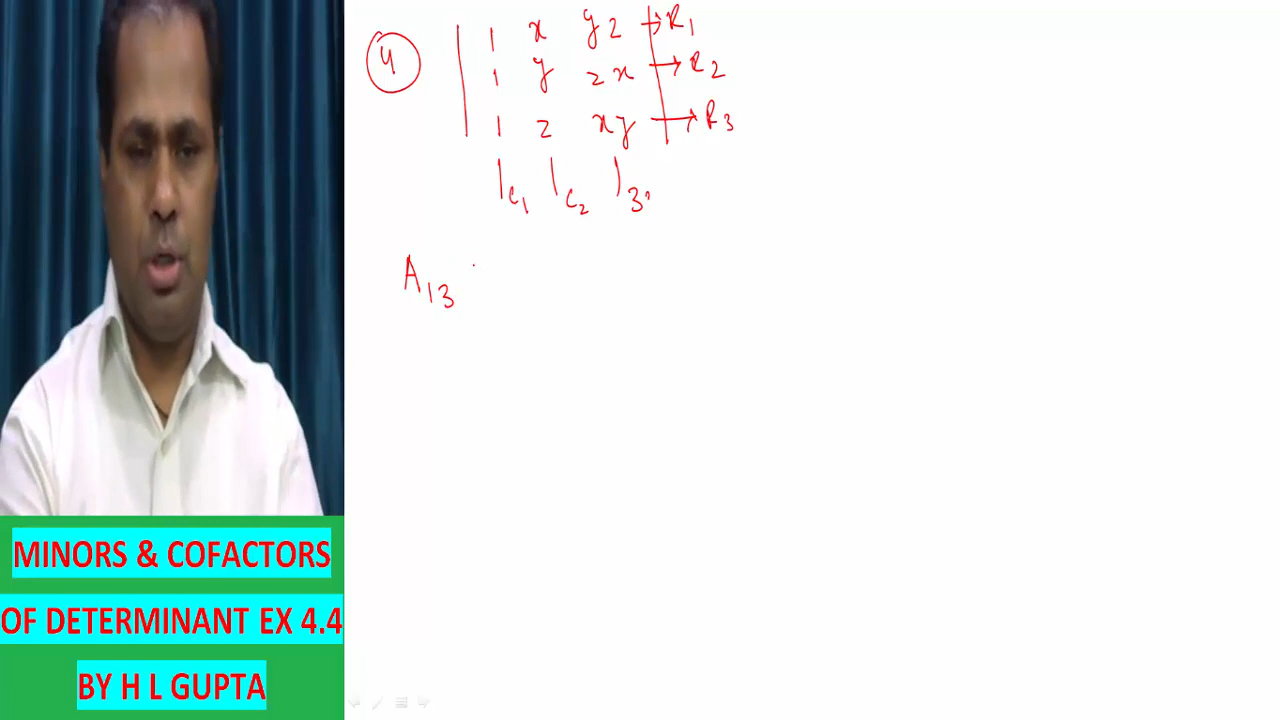 ④ | 1 x yz | → R1
| 1 y zx | → R2
| 1 z xy | → R3
C1 C2 3
A13
MINORS & COFACTORS
OF DETERMINANT EX 4.4
BY H L GUPTA